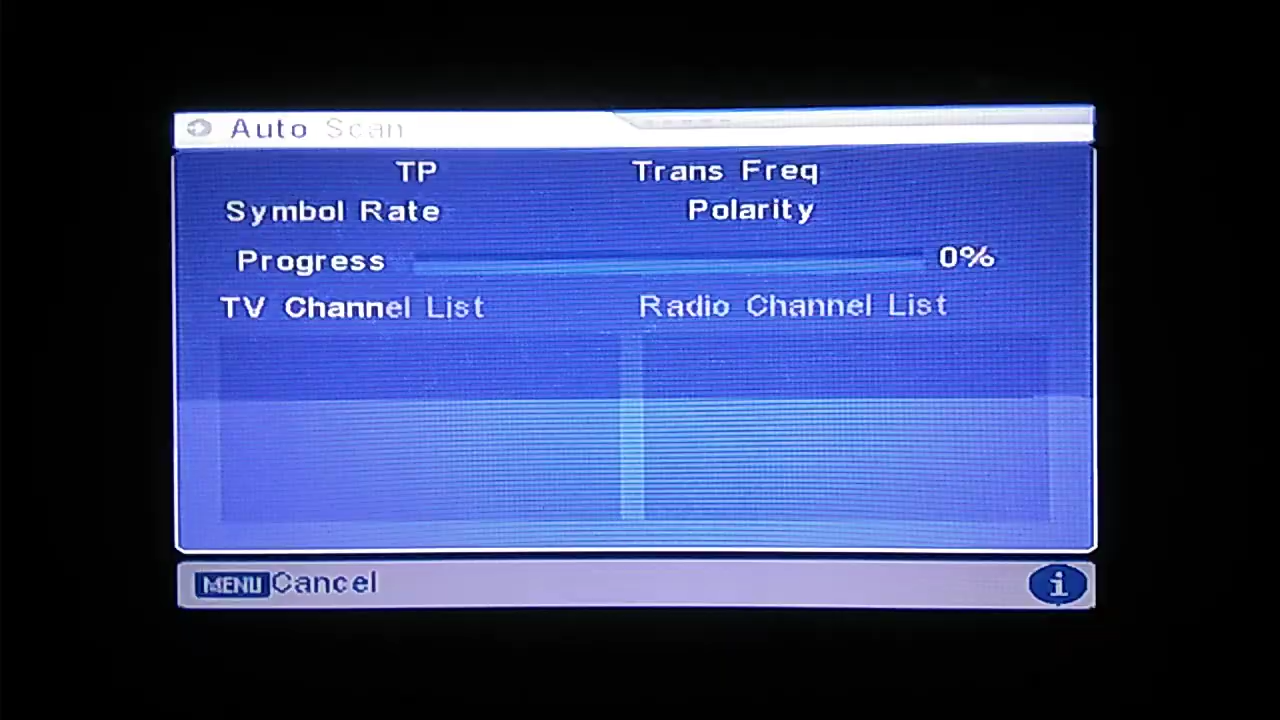 Auto Scan
TP Trans Freq
Symbol Rate Polarity
Progress 0%
TV Channel List Radio Channel List
MENU Cancel i